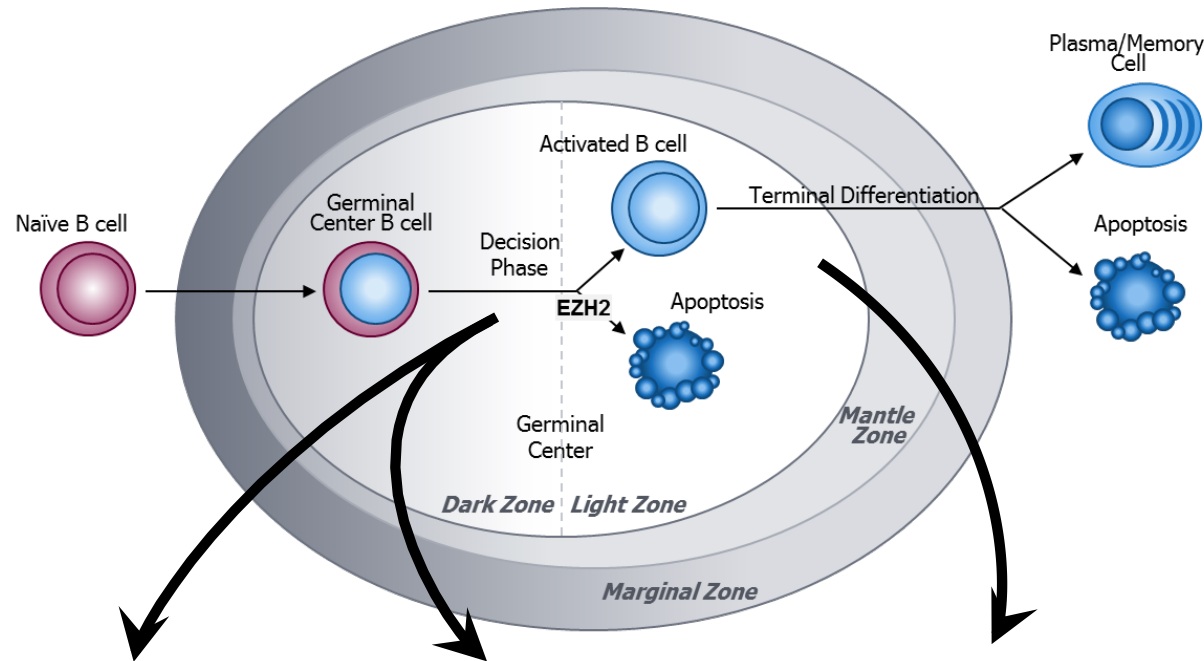 Plasma/Memory
Cell
Activated B cell
Terminal Differentiation
Naïve B cell
Germinal
Center B cell
Decision
Phase
Apoptosis
EZH2
Apoptosis
Germinal
Center
Mantle
Zone
Dark Zone
Light Zone
Marginal Zone